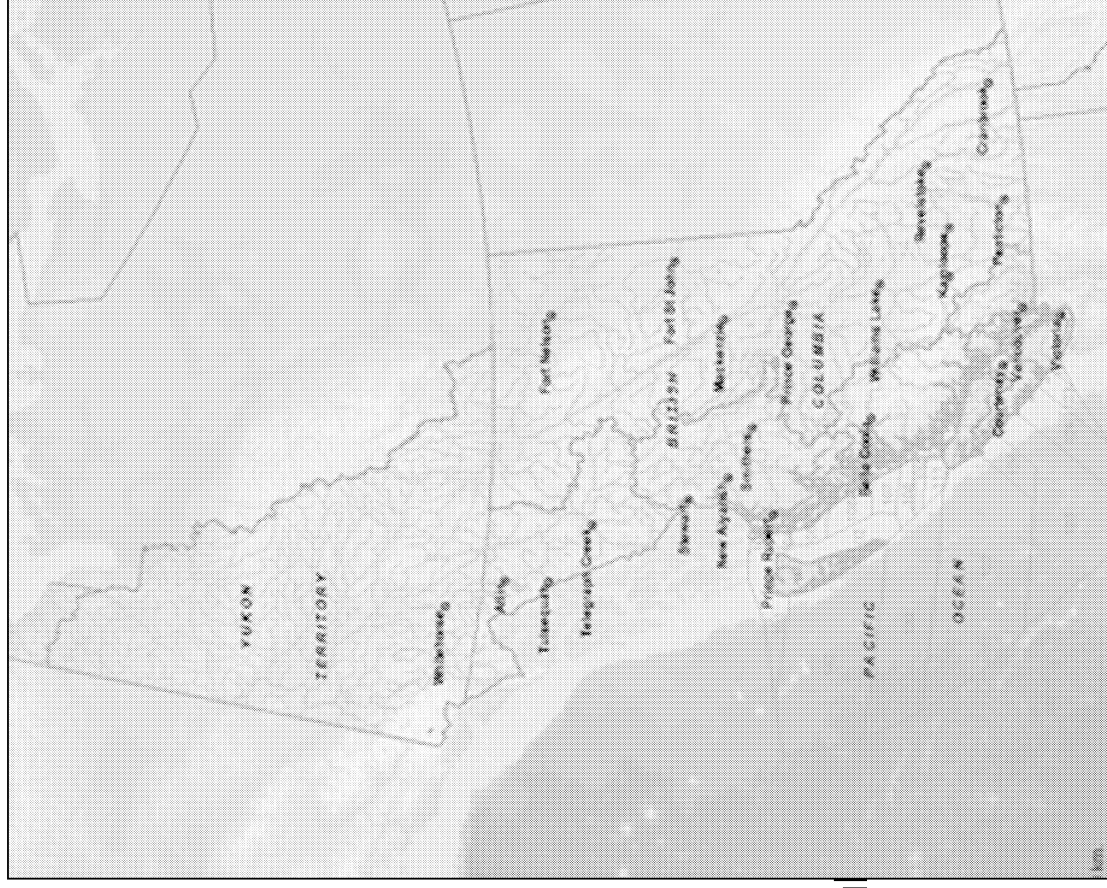 YUKON
TERRITORY
Whitehorse
Atlin
Tulsequah
Telegraph Creek
Fort Nelson
Stewart
BRITISH
Fort St John
New Aiyansh
Mackenzie
Smithers
Prince Rupert
Prince George
COLUMBIA
Bella Coola
Williams Lake
PACIFIC
Revelstoke
Kamloops
OCEAN
Cranbrook
Courtenay
Penticton
Vancouver
Victoria
km